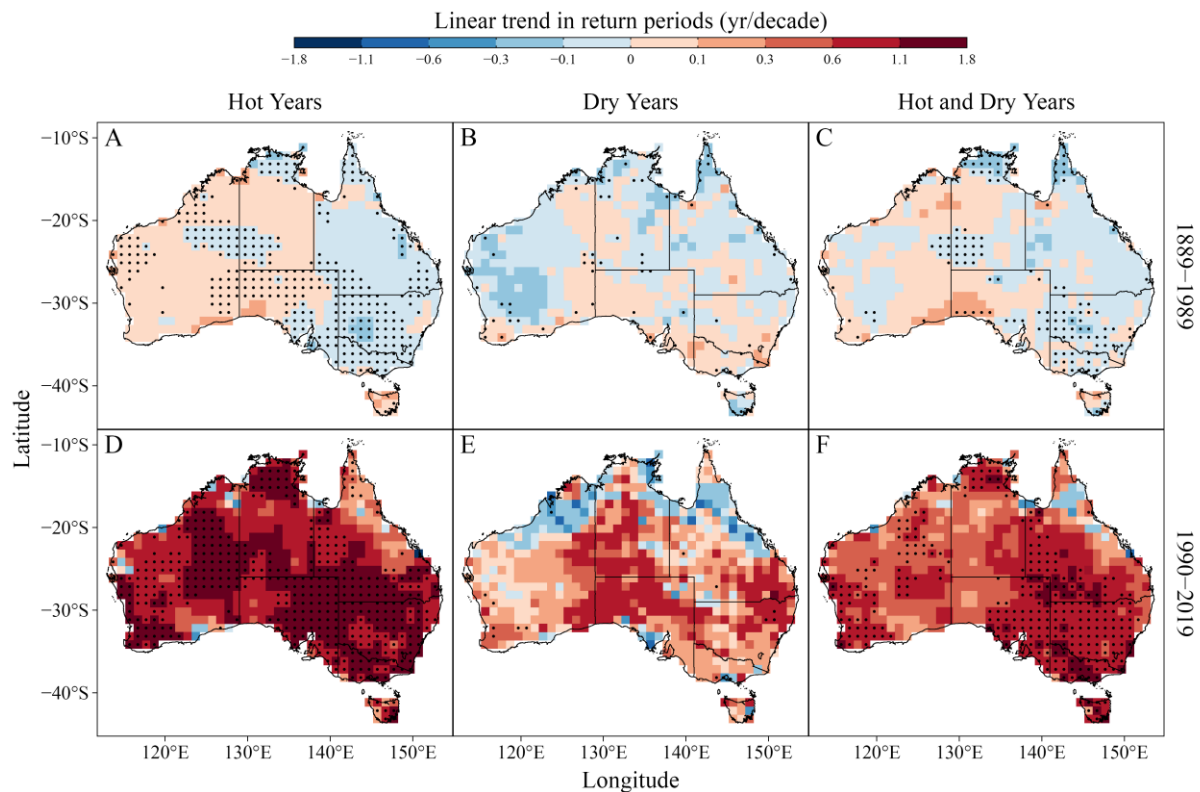 Linear trend in return periods (yr/decade)
−1.8 −1.1 −0.6 −0.3 −0.1 0 0.1 0.3 0.6 1.1 1.8
Hot Years Dry Years Hot and Dry Years
A B C
−10°S
−20°S
−30°S
−40°S
1889−1989
Latitude
D E F
−10°S
−20°S
−30°S
−40°S
1990−2019
120°E 130°E 140°E 150°E 120°E 130°E 140°E 150°E 120°E 130°E 140°E 150°E
Longitude